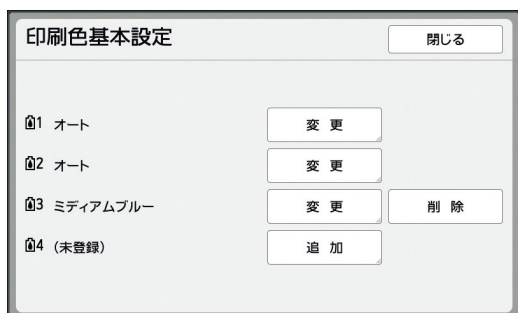 印刷色基本設定 閉じる
1 オート 変更
2 オート 変更
3 ミディアムブルー 変更 削除
4 (未登録) 追加